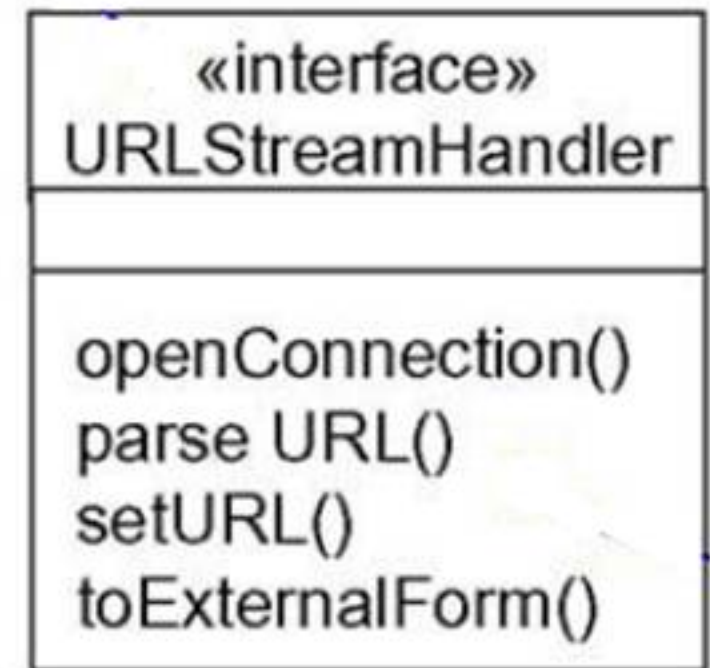 «interface»
URLStreamHandler
openConnection()
parse URL()
setURL()
toExternalForm()